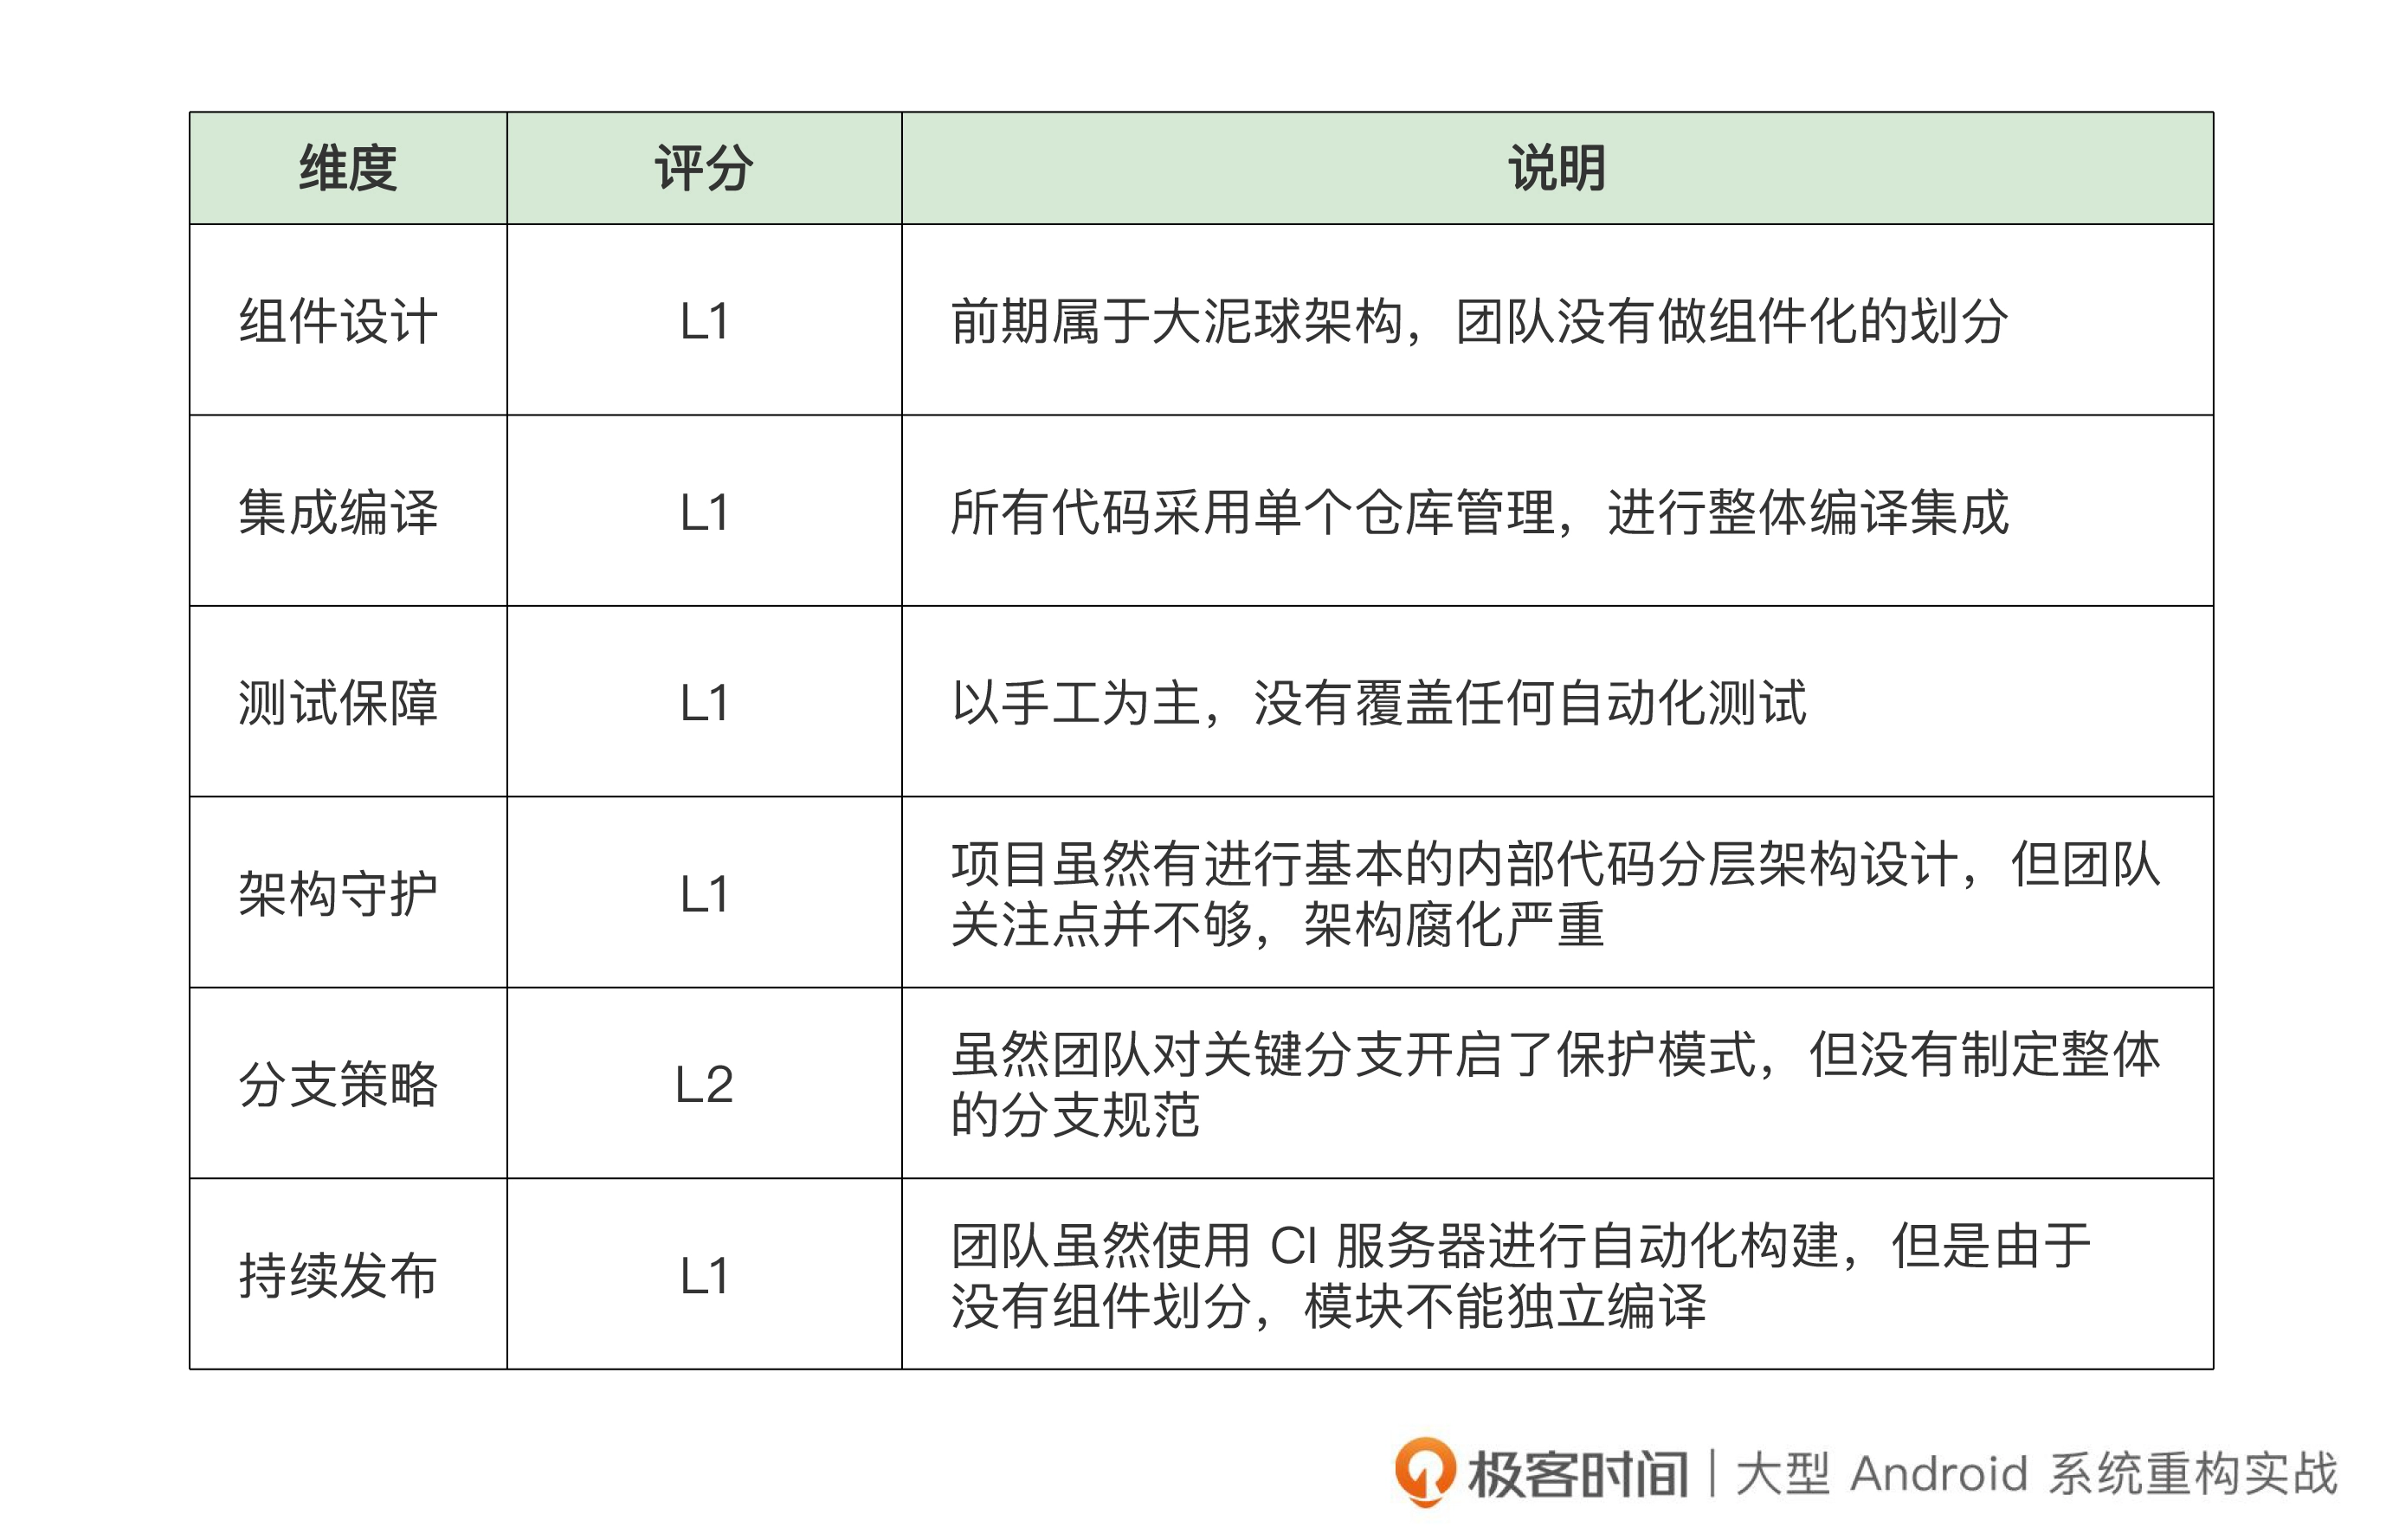 维度 评分 说明
组件设计 L1 前期属于大泥球架构，团队没有做组件化的划分
集成编译 L1 所有代码采用单个仓库管理，进行整体编译集成
测试保障 L1 以手工为主，没有覆盖任何自动化测试
架构守护 L1 项目虽然有进行基本的内部代码分层架构设计，但团队
关注点并不够，架构腐化严重
分支策略 L2 虽然团队对关键分支开启了保护模式，但没有制定整体
的分支规范
持续发布 L1 团队虽然使用 CI 服务器进行自动化构建，但是由于
没有组件划分，模块不能独立编译
极客时间 | 大型 Android 系统重构实战